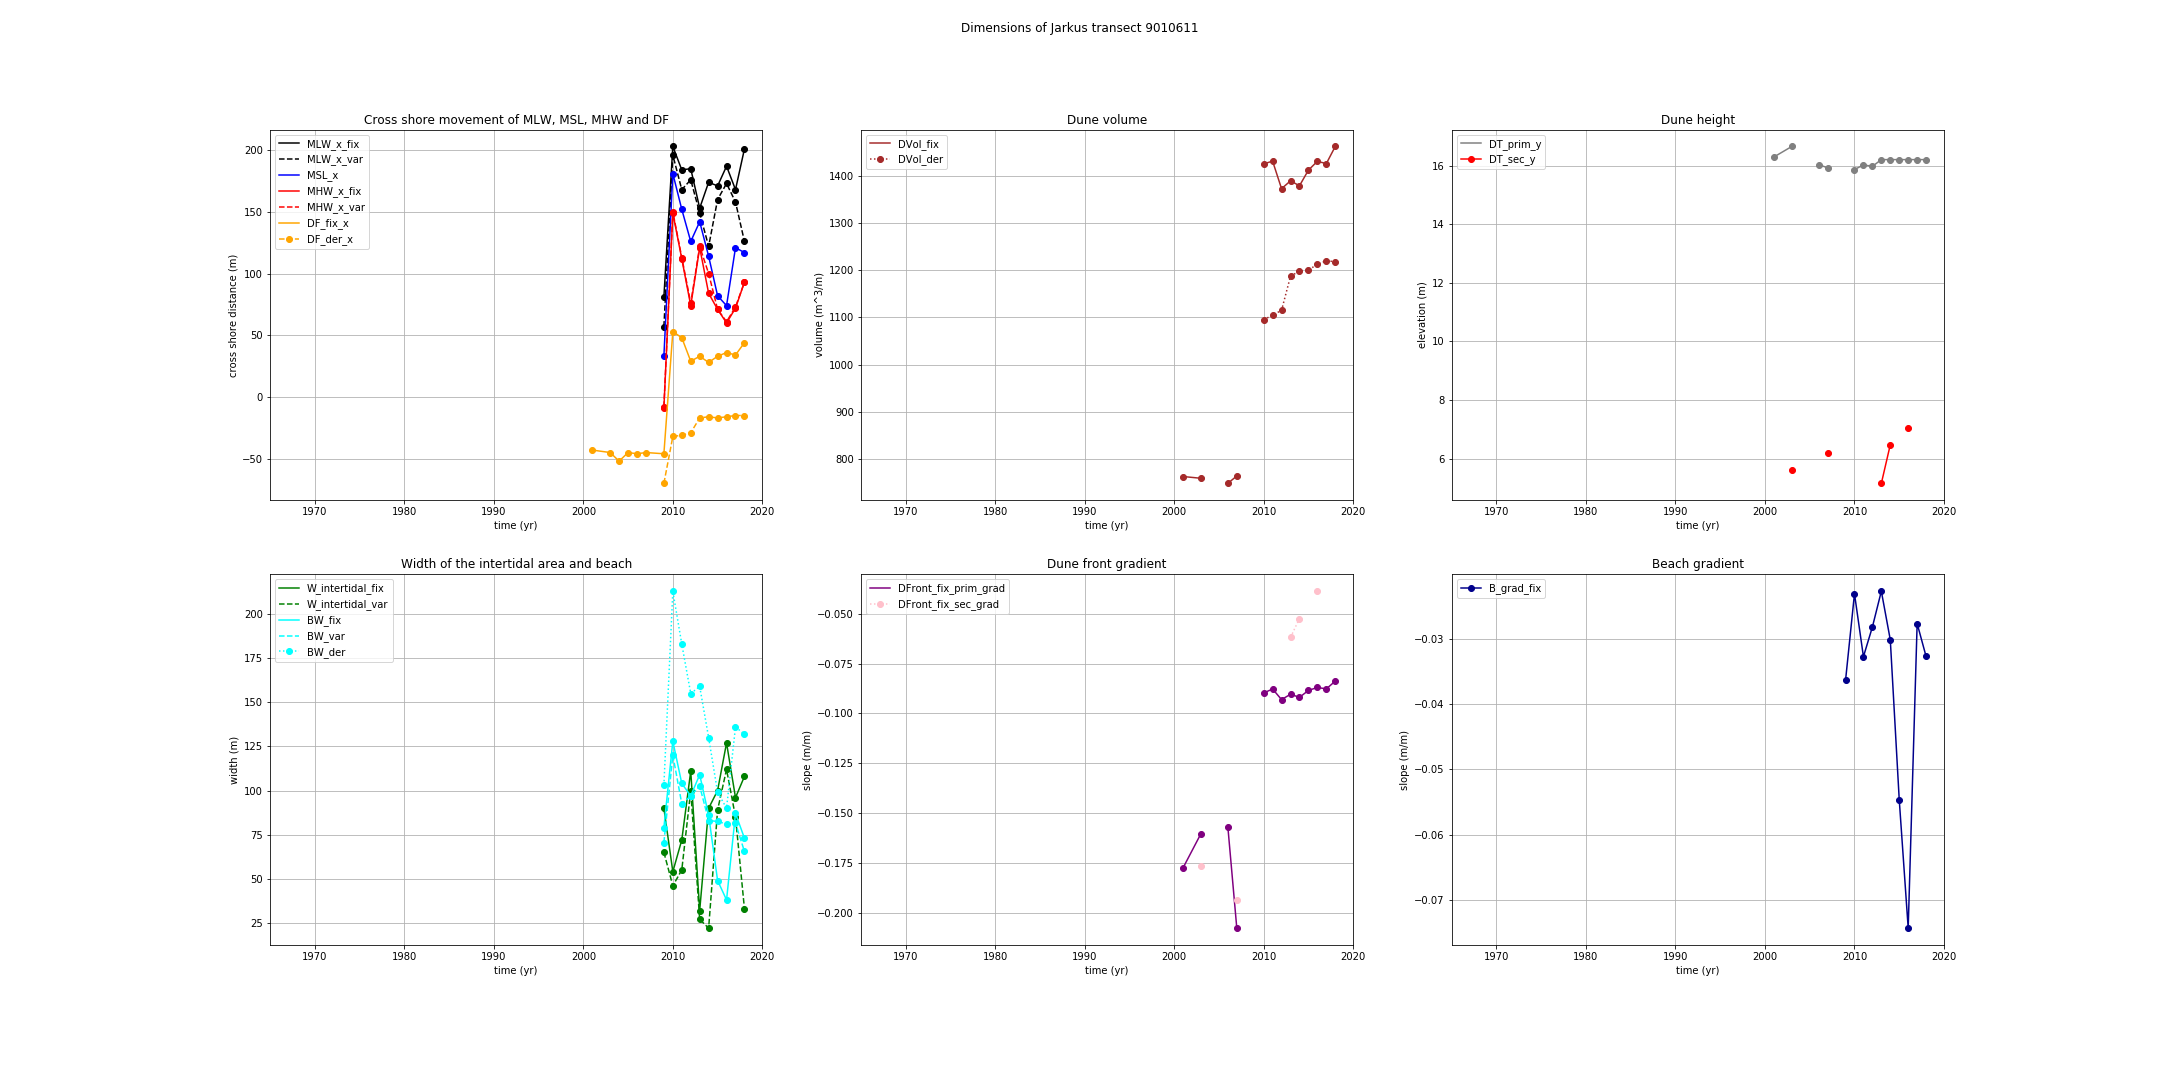 Dimensions of Jarkus transect 9010611
Cross shore movement of MLW, MSL, MHW and DF
MLW_x_fix
MLW_x_var
MSL_x
MHW_x_fix
MHW_x_var
DF_fix_x
DF_der_x
200
150
100
50
0
−50
cross shore distance (m)
1970 1980 1990 2000 2010 2020
time (yr)
Dune volume
DVol_fix
DVol_der
1400
1300
1200
1100
1000
900
800
volume (m^3/m)
1970 1980 1990 2000 2010 2020
time (yr)
Dune height
DT_prim_y
DT_sec_y
16
14
12
10
8
6
elevation (m)
1970 1980 1990 2000 2010 2020
time (yr)
Width of the intertidal area and beach
W_intertidal_fix
W_intertidal_var
BW_fix
BW_var
BW_der
200
175
150
125
100
75
50
25
width (m)
1970 1980 1990 2000 2010 2020
time (yr)
Dune front gradient
DFront_fix_prim_grad
DFront_fix_sec_grad
−0.050
−0.075
−0.100
−0.125
−0.150
−0.175
−0.200
slope (m/m)
1970 1980 1990 2000 2010 2020
time (yr)
Beach gradient
B_grad_fix
−0.03
−0.04
−0.05
−0.06
−0.07
slope (m/m)
1970 1980 1990 2000 2010 2020
time (yr)